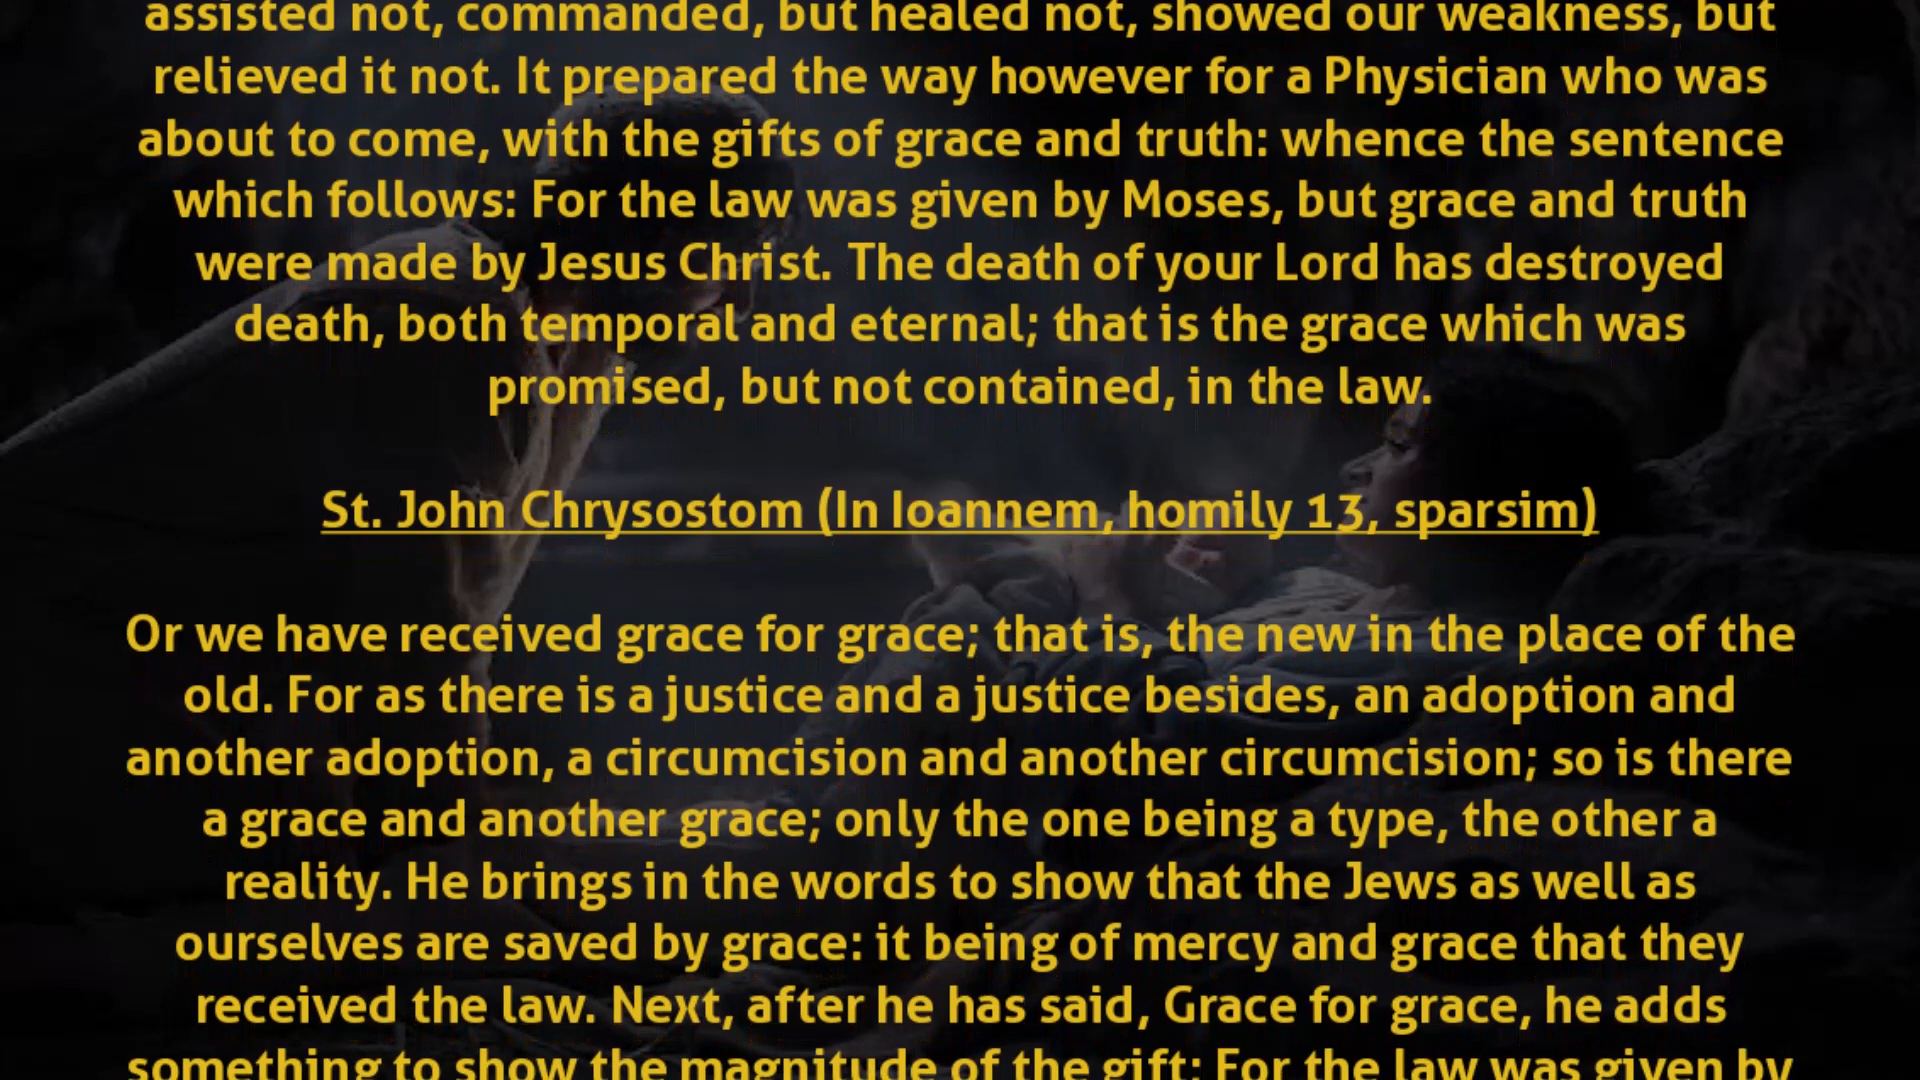 assisted not, commanded, but healed not, showed our weakness, but
relieved it not. It prepared the way however for a Physician who was
about to come, with the gifts of grace and truth: whence the sentence
which follows: For the law was given by Moses, but grace and truth
were made by Jesus Christ. The death of your Lord has destroyed
death, both temporal and eternal; that is the grace which was
promised, but not contained, in the law.
St. John Chrysostom (In Ioannem, homily 13, sparsim)
Or we have received grace for grace; that is, the new in the place of the
old. For as there is a justice and a justice besides, an adoption and
another adoption, a circumcision and another circumcision; so is there
a grace and another grace; only the one being a type, the other a
reality. He brings in the words to show that the Jews as well as
ourselves are saved by grace: it being of mercy and grace that they
received the law. Next, after he has said, Grace for grace, he adds
something to show the magnitude of the gift; For the law was given by